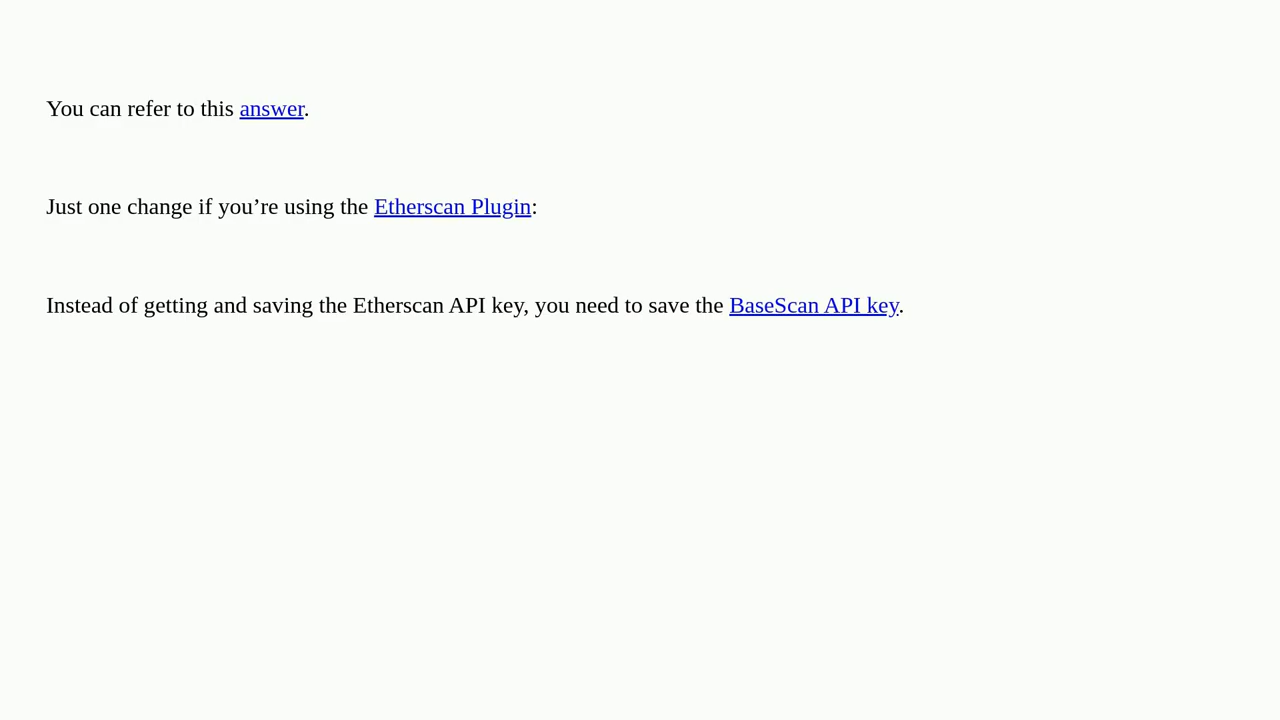 You can refer to this answer.
Just one change if you’re using the Etherscan Plugin:
Instead of getting and saving the Etherscan API key, you need to save the BaseScan API key.